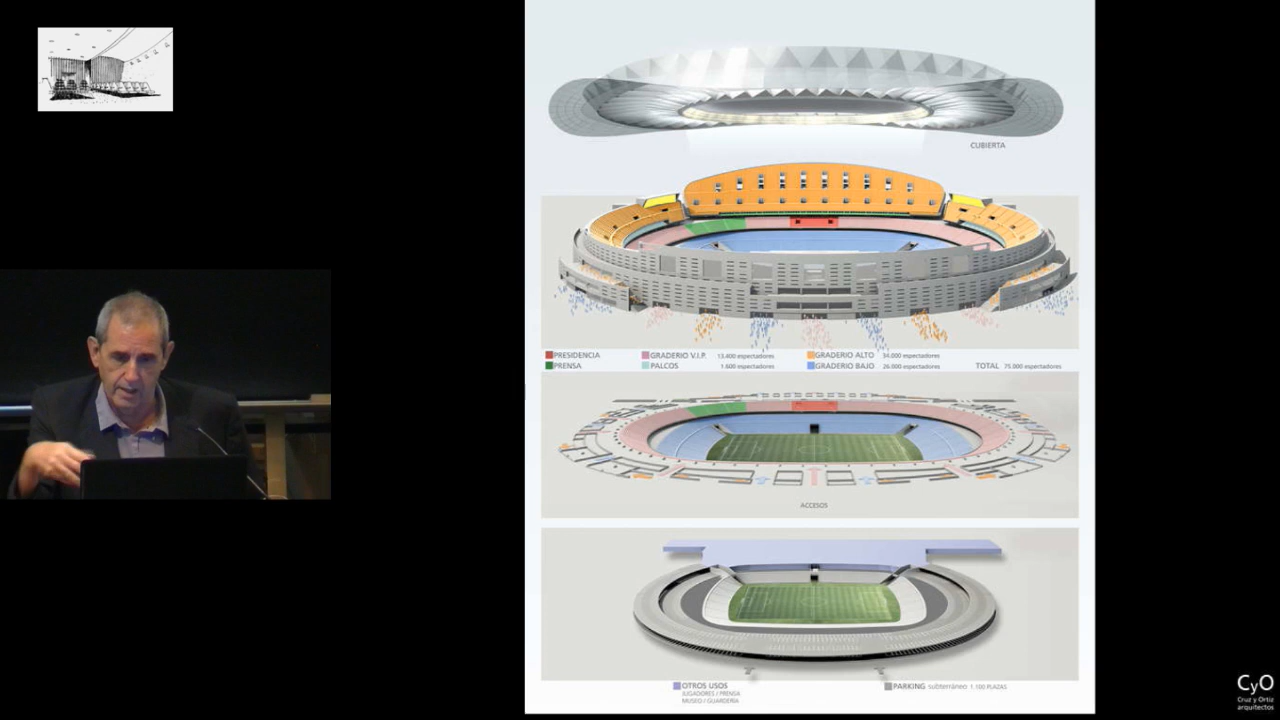 CUBIERTA
PRESIDENCIA
GRADERIO V.I.P. 13.400 espectadores
GRADERIO ALTO 34.000 espectadores
PRENSA
PALCOS 1.600 espectadores
GRADERIO BAJO 26.000 espectadores
TOTAL 75.000 espectadores
ACCESOS
OTROS USOS
JUGADORES / PRENSA
MUSEO / GUARDERIA
PARKING subterráneo 1.100 PLAZAS
CyO
Cruz y Ortiz
arquitectos